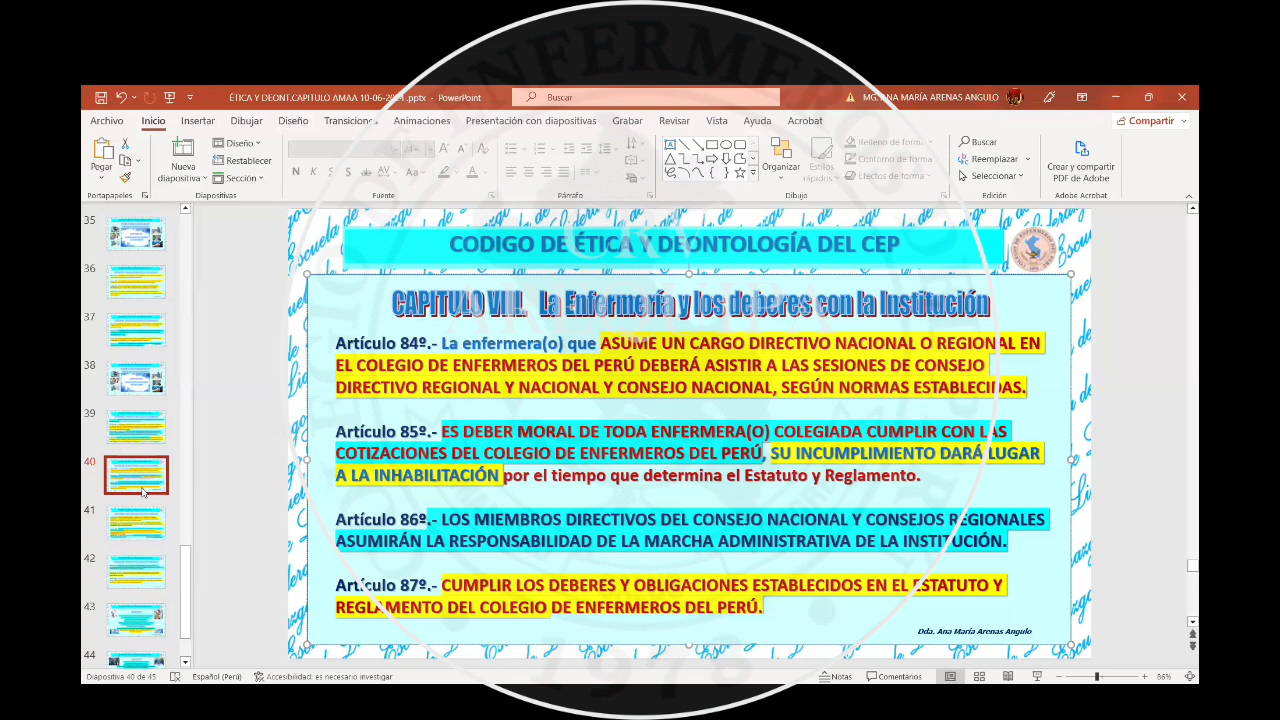 ÉTICA Y DEONT.CAPITULO AMAA 10-06-2021.pptx - PowerPoint
Buscar
MG. ANA MARÍA ARENAS ANGULO
Archivo Inicio Insertar Dibujar Diseño Transiciones Animaciones Presentación con diapositivas Grabar Revisar Vista Ayuda Acrobat Compartir
Pegar
Nueva diapositiva
Diseño
Restablecer
Sección
Organizar
Estilos rápidos
Relleno de forma
Contorno de forma
Efectos de forma
Buscar
Reemplazar
Seleccionar
Crear y compartir PDF de Adobe
Portapapeles Diapositivas Fuente Párrafo Dibujo Edición Adobe Acrobat
35
36
37
38
39
40
41
42
43
44
CODIGO DE ÉTICA Y DEONTOLOGÍA DEL CEP
CAPITULO VIII. La Enfermería y los deberes con la Institución
Artículo 84º.- La enfermera(o) que ASUME UN CARGO DIRECTIVO NACIONAL O REGIONAL EN
EL COLEGIO DE ENFERMEROS DEL PERÚ DEBERÁ ASISTIR A LAS SESIONES DE CONSEJO
DIRECTIVO REGIONAL Y NACIONAL Y CONSEJO NACIONAL, SEGÚN NORMAS ESTABLECIDAS.
Artículo 85º.- ES DEBER MORAL DE TODA ENFERMERA(O) COLEGIADA CUMPLIR CON LAS
COTIZACIONES DEL COLEGIO DE ENFERMEROS DEL PERÚ, SU INCUMPLIMIENTO DARÁ LUGAR
A LA INHABILITACIÓN por el tiempo que determina el Estatuto y Reglamento.
Artículo 86º.- LOS MIEMBROS DIRECTIVOS DEL CONSEJO NACIONAL Y CONSEJOS REGIONALES
ASUMIRÁN LA RESPONSABILIDAD DE LA MARCHA ADMINISTRATIVA DE LA INSTITUCIÓN.
Artículo 87º.- CUMPLIR LOS DEBERES Y OBLIGACIONES ESTABLECIDOS EN EL ESTATUTO Y
REGLAMENTO DEL COLEGIO DE ENFERMEROS DEL PERÚ.
Dda. Ana María Arenas Angulo
Diapositiva 40 de 45 Español (Perú) Accesibilidad: es necesario investigar Notas Comentarios 86%
1978